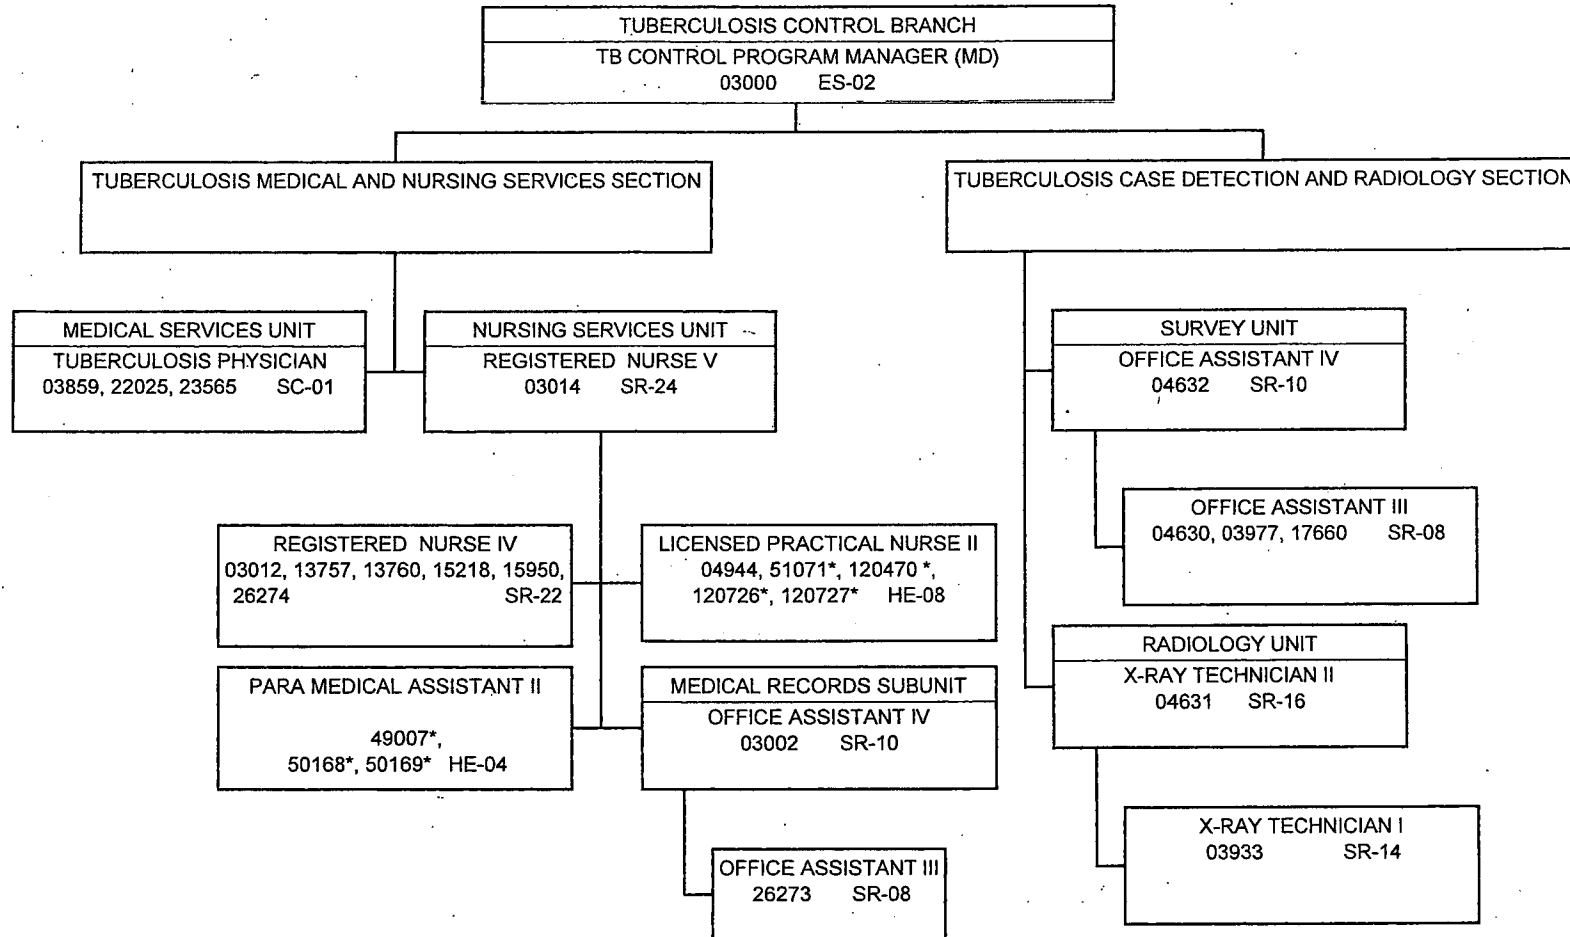 TUBERCULOSIS CONTROL BRANCH
TB CONTROL PROGRAM MANAGER (MD)
03000 ES-02
TUBERCULOSIS MEDICAL AND NURSING SERVICES SECTION
TUBERCULOSIS CASE DETECTION AND RADIOLOGY SECTION
MEDICAL SERVICES UNIT
TUBERCULOSIS PHYSICIAN
03859, 22025, 23565 SC-01
NURSING SERVICES UNIT
REGISTERED NURSE V
03014 SR-24
SURVEY UNIT
OFFICE ASSISTANT IV
04632 SR-10
OFFICE ASSISTANT III
04630, 03977, 17660 SR-08
REGISTERED NURSE IV
03012, 13757, 13760, 15218, 15950,
26274 SR-22
LICENSED PRACTICAL NURSE II
04944, 51071*, 120470 *,
120726*, 120727* HE-08
PARA MEDICAL ASSISTANT II
49007*,
50168*, 50169* HE-04
MEDICAL RECORDS SUBUNIT
OFFICE ASSISTANT IV
03002 SR-10
OFFICE ASSISTANT III
26273 SR-08
RADIOLOGY UNIT
X-RAY TECHNICIAN II
04631 SR-16
X-RAY TECHNICIAN I
03933 SR-14